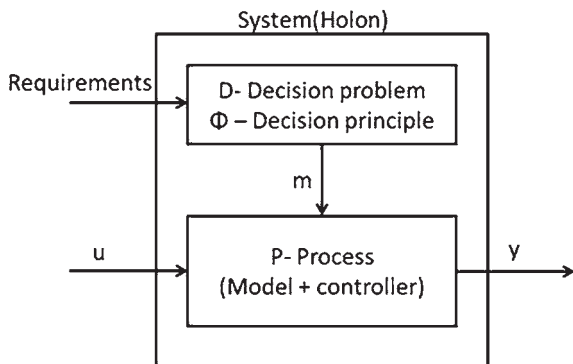 System(Holon)
Requirements
D- Decision problem
Φ – Decision principle
m
u
P- Process
(Model + controller)
y